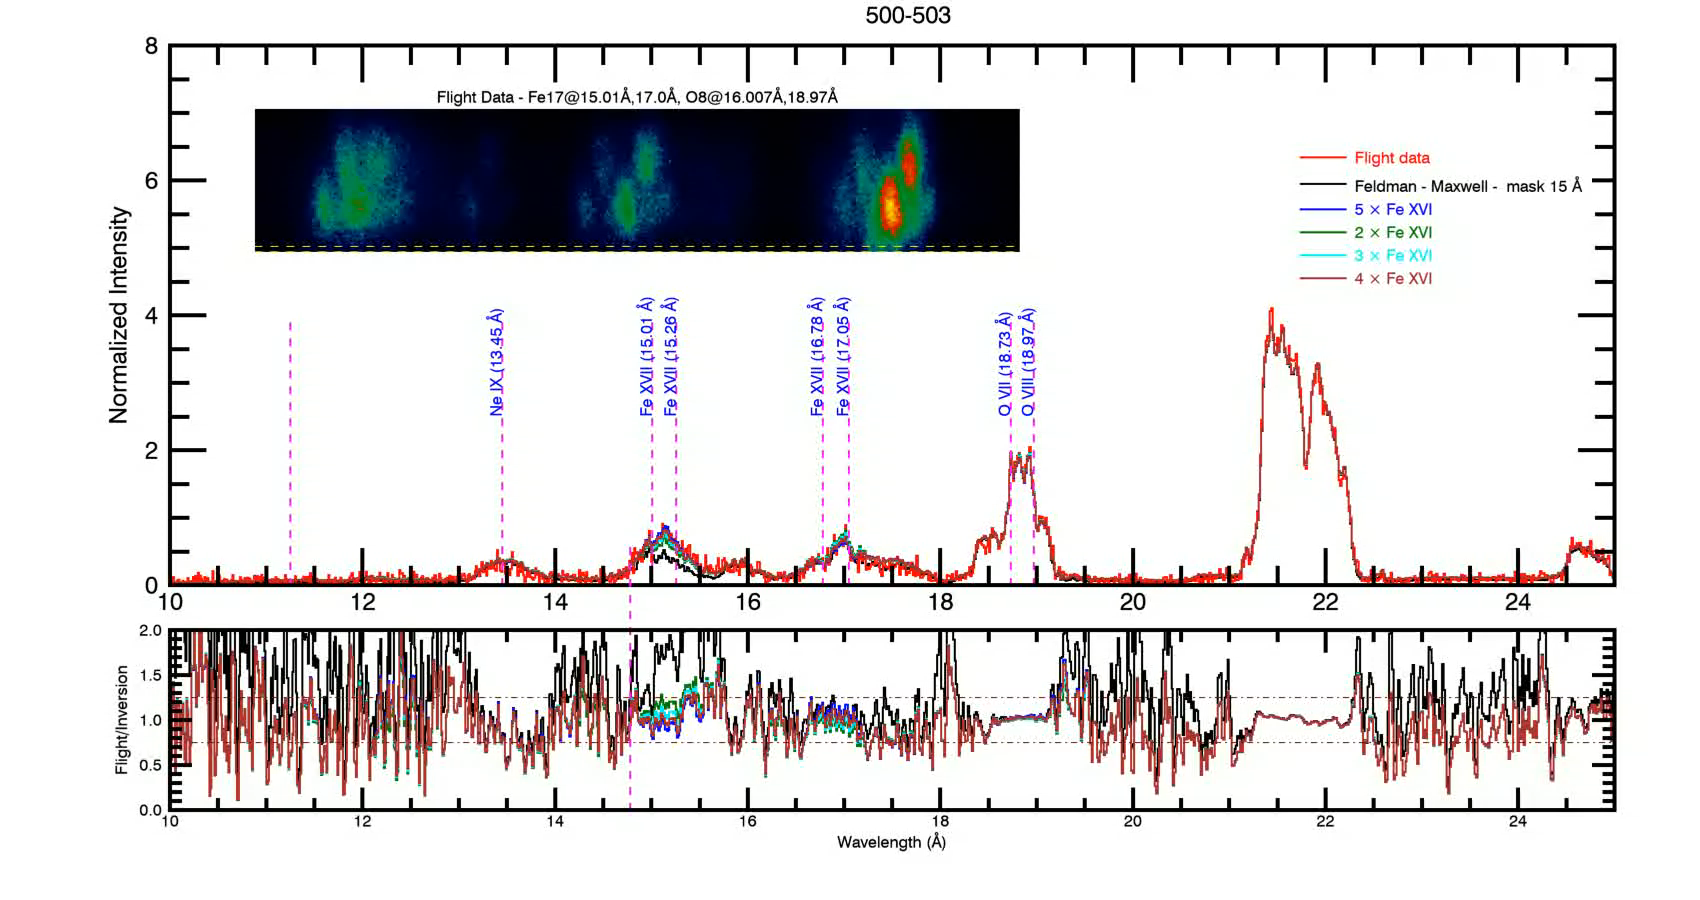 500-503
Flight Data - Fe17@15.01Å,17.0Å, O8@16.007Å,18.97Å
Normalized Intensity
8
6
4
2
0
Flight data
Feldman - Maxwell - mask 15 Å
5 × Fe XVI
2 × Fe XVI
3 × Fe XVI
4 × Fe XVI
Ne IX (13.45 Å)
Fe XVII (15.01 Å)
Fe XVII (15.26 Å)
Fe XVII (16.78 Å)
Fe XVII (17.05 Å)
O VII (18.73 Å)
O VIII (18.97 Å)
10 12 14 16 18 20 22 24
Flight/Inversion
2.0
1.5
1.0
0.5
0.0
10 12 14 16 18 20 22 24
Wavelength (Å)